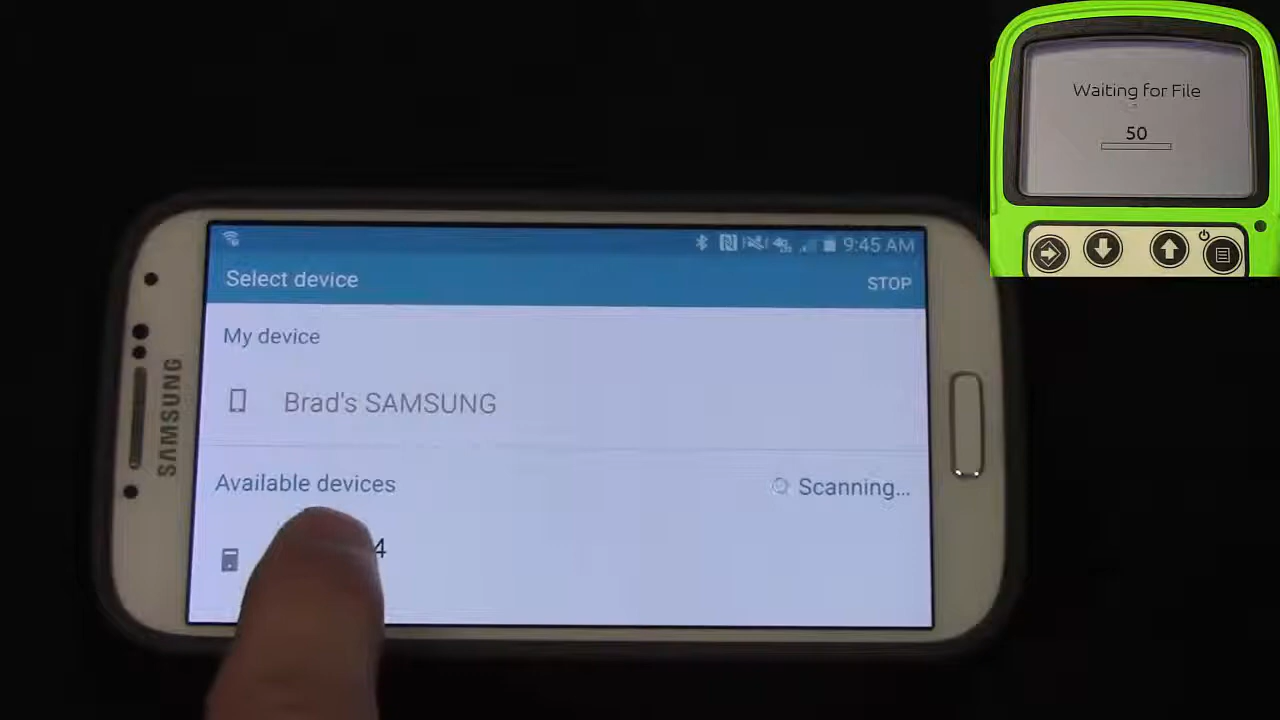 Waiting for File
50
9:45 AM
Select device
STOP
My device
SAMSUNG
Brad's SAMSUNG
Available devices
Scanning...
4